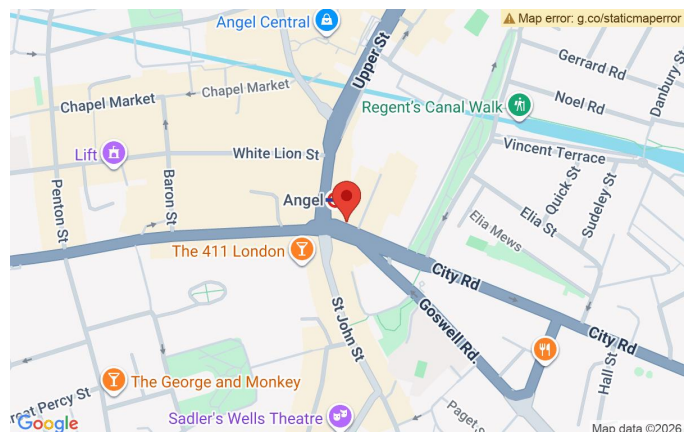 Angel Central
Map error: g.co/staticmaperror
Upper St
Gerrard Rd
Danbury St
Chapel Market
Chapel Market
Regent's Canal Walk
Noel Rd
Lift
White Lion St
Vincent Terrace
Penton St
Baron St
Angel
Quick St
Sudeley St
Elia St
Elia Mews
The 411 London
City Rd
St John St
Goswell Rd.
City Rd
Hall St
The George and Monkey
Percy St
Sadler's Wells Theatre
Paget
Google
Map data ©2026